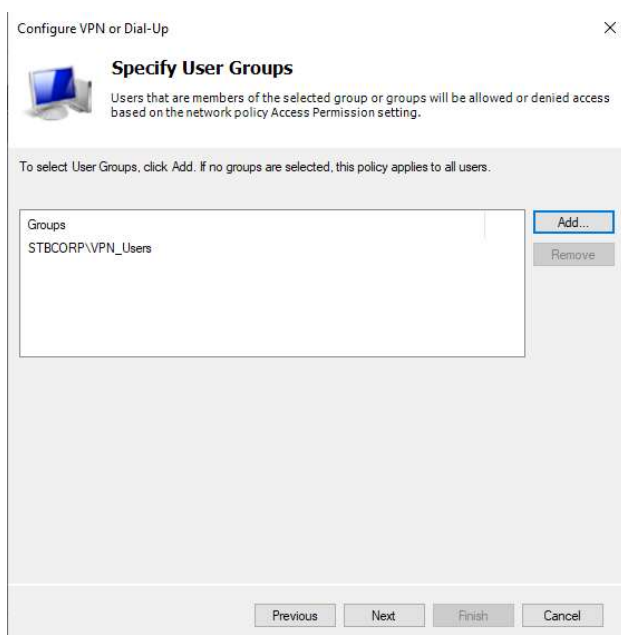 Configure VPN or Dial-Up
Specify User Groups
Users that are members of the selected group or groups will be allowed or denied access
based on the network policy Access Permission setting.
To select User Groups, click Add. If no groups are selected, this policy applies to all users.
Groups
Add...
STBCORP\VPN_Users
Remove
Previous Next Finish Cancel